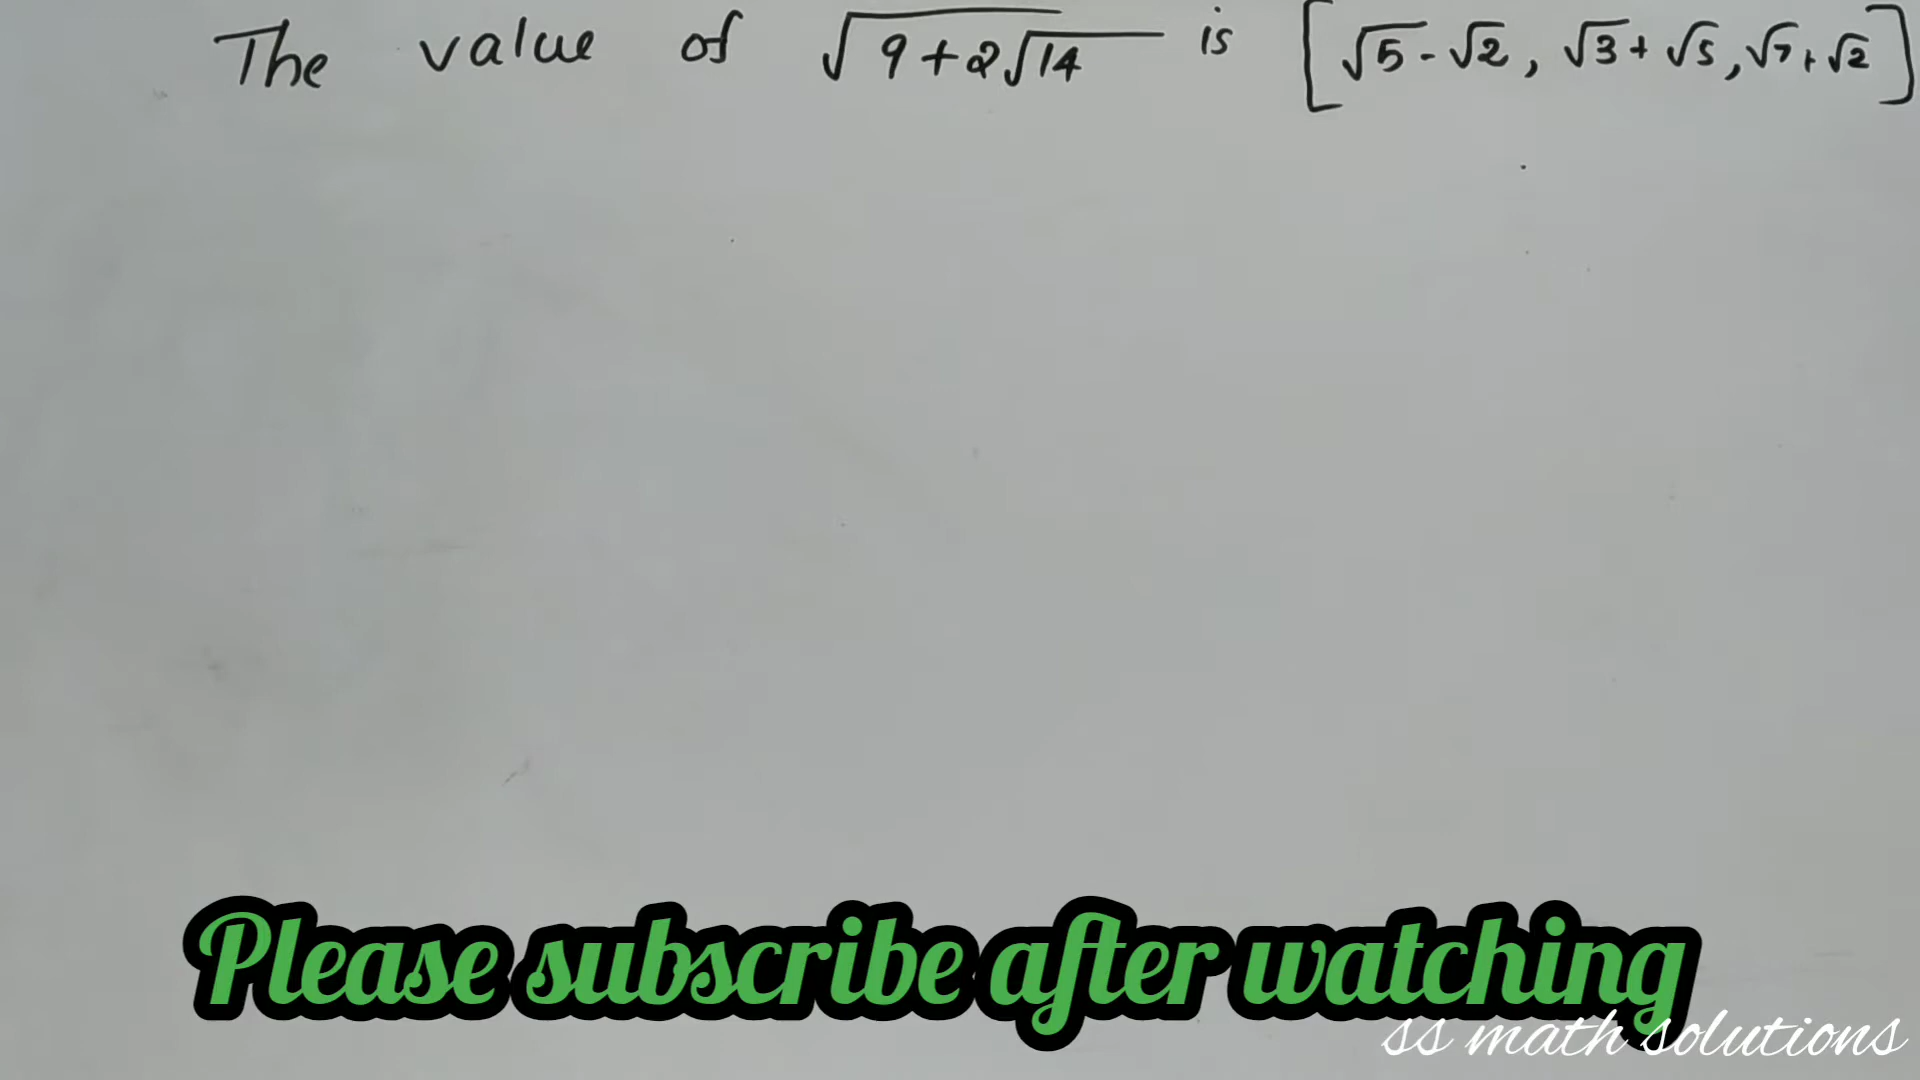 The value of √(9+2√14) is [√5-√2, √3+√5, √7+√2]
Please subscribe after watching
ss math solutions